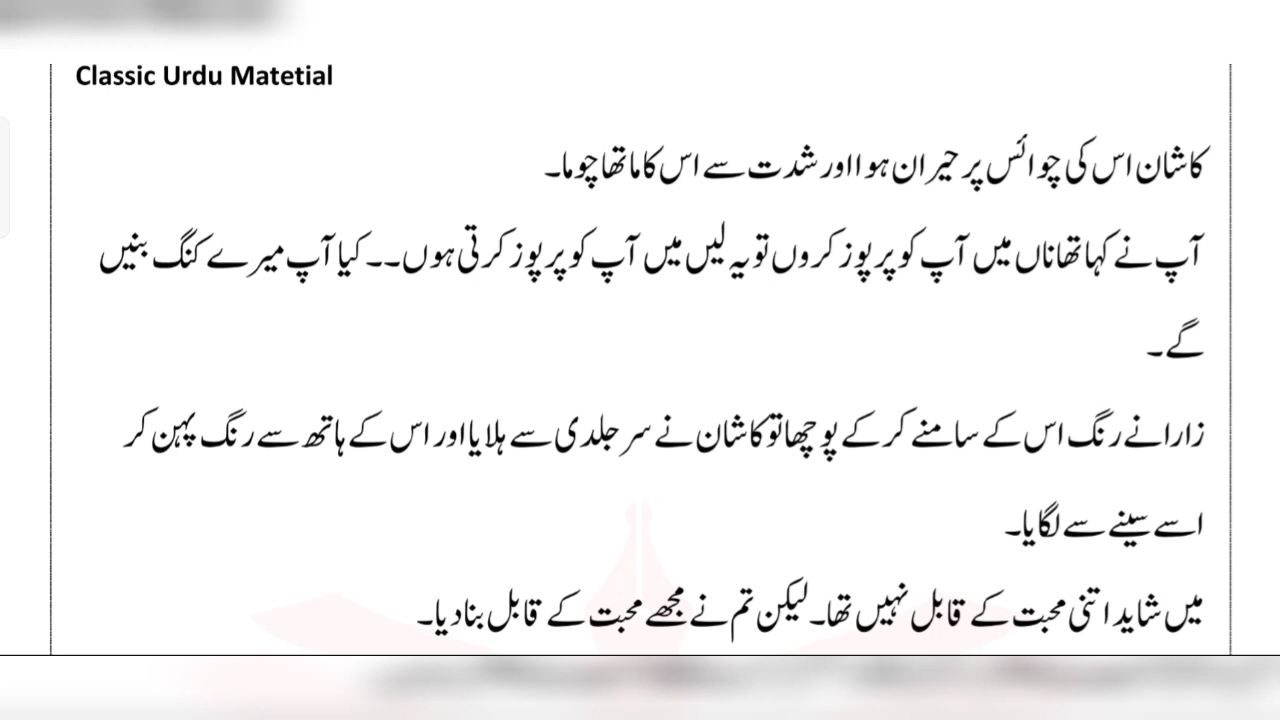 Classic Urdu Matetial
کاشان اس کی چوائس پر حیران ہوا اور شدت سے اس کا ماتھا چوما۔
آپ نے کہا تھا ناں میں آپ کو پرپوز کروں تو یہ لیں میں آپ کو پرپوز کرتی ہوں۔۔ کیا آپ میرے کنگ بنیں
گے۔
زارا نے رنگ اس کے سامنے کر کے پوچھا تو کاشان نے سر جلدی سے ہلایا اور اس کے ہاتھ سے رنگ پہن کر
اسے سینے سے لگایا۔
میں شاید اتنی محبت کے قابل نہیں تھا۔ لیکن تم نے مجھے محبت کے قابل بنا دیا۔